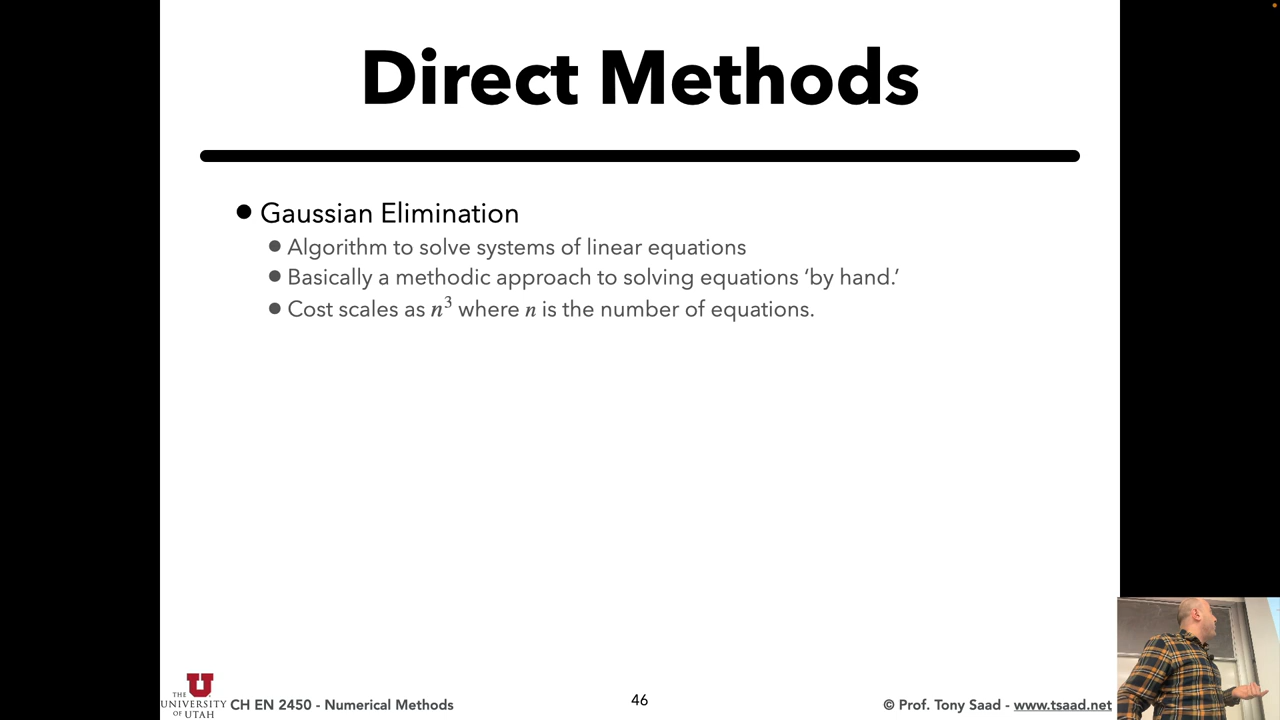 Direct Methods
● Gaussian Elimination
● Algorithm to solve systems of linear equations
● Basically a methodic approach to solving equations ‘by hand.’
● Cost scales as n³ where n is the number of equations.
THE
UNIVERSITY
OF UTAH
CH EN 2450 - Numerical Methods
46
© Prof. Tony Saad - www.tsaad.net